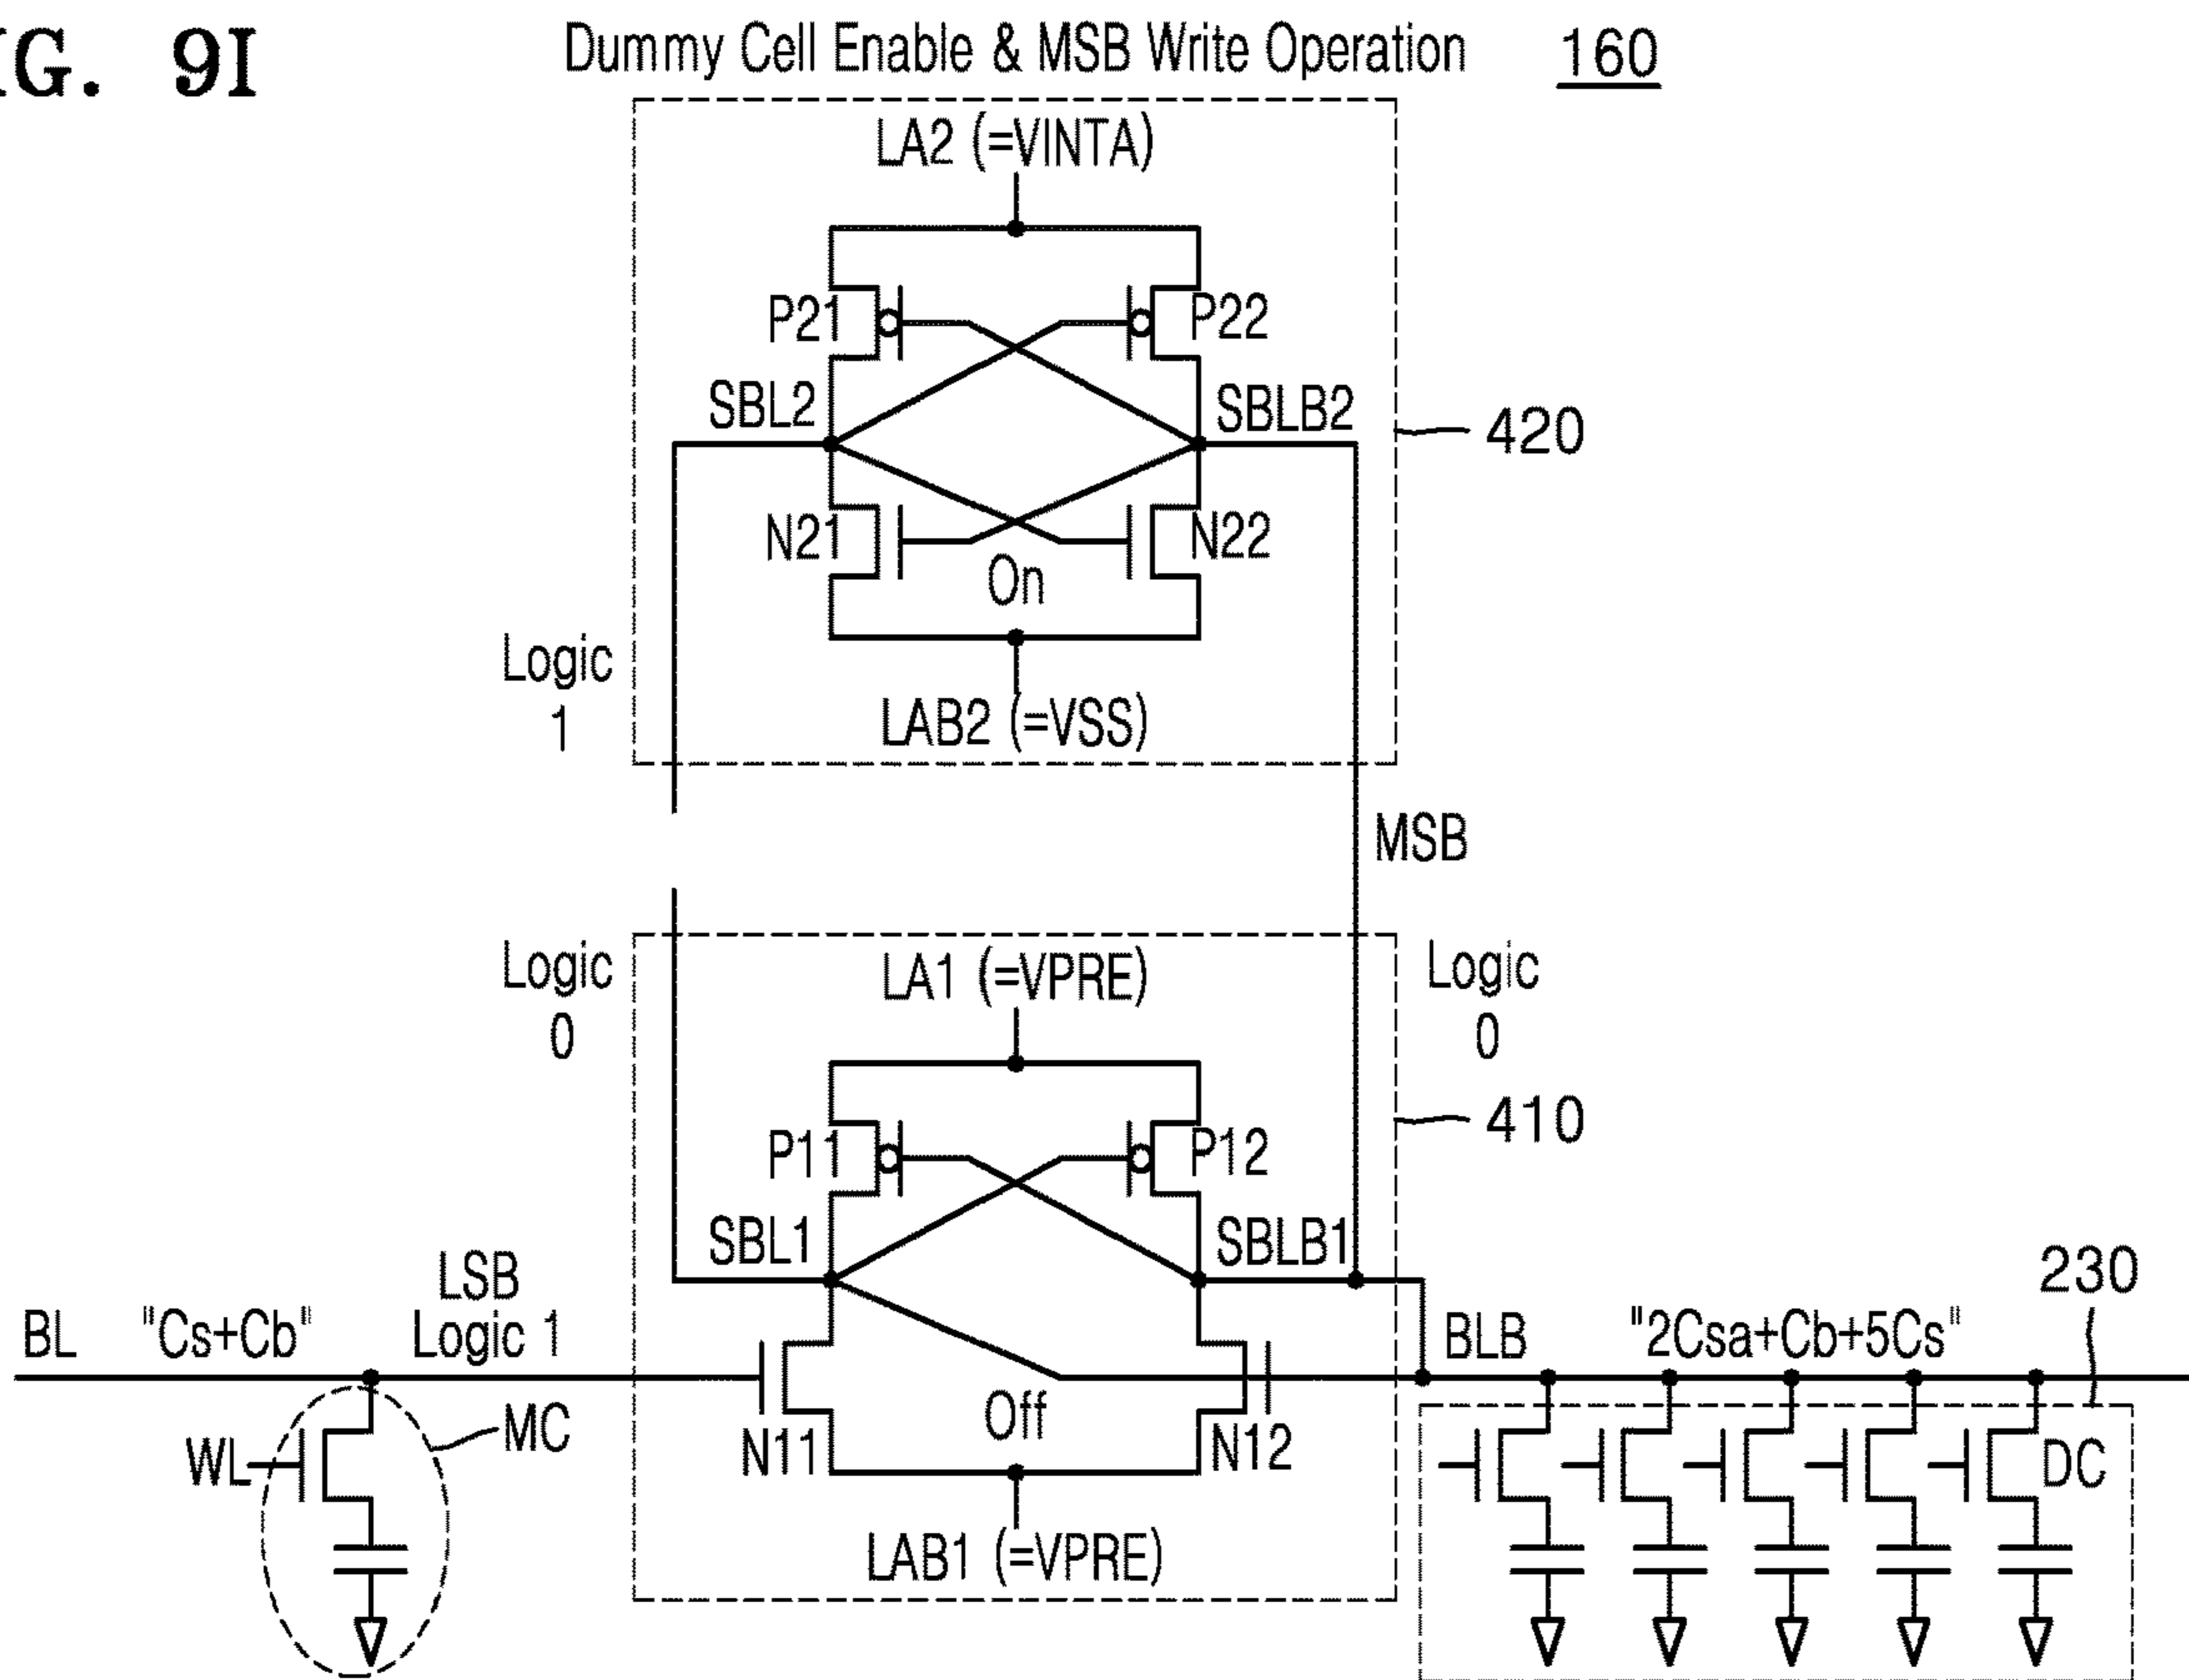 IG. 9I
Dummy Cell Enable & MSB Write Operation
160
LA2 (=VINTA)
P21
P22
SBL2
SBLB2
420
N21
N22
On
Logic
1
LAB2 (=VSS)
MSB
Logic
0
LA1 (=VPRE)
Logic
0
410
P11
P12
SBL1
SBLB1
230
BL
"Cs+Cb"
LSB
Logic 1
BLB
"2Csa+Cb+5Cs"
WL
MC
N11
Off
N12
DC
LAB1 (=VPRE)